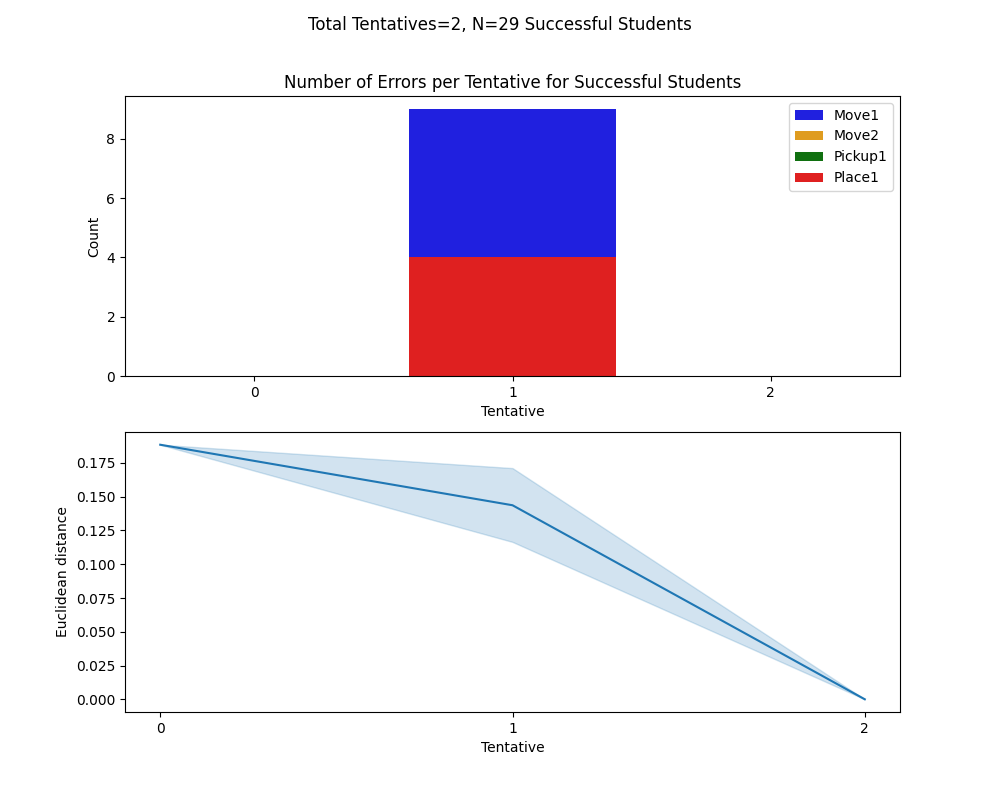 Total Tentatives=2, N=29 Successful Students
Number of Errors per Tentative for Successful Students
8
6
4
2
0
Count
Move1
Move2
Pickup1
Place1
0 1 2
Tentative
0.175
0.150
0.125
0.100
0.075
0.050
0.025
0.000
Euclidean distance
0 1 2
Tentative